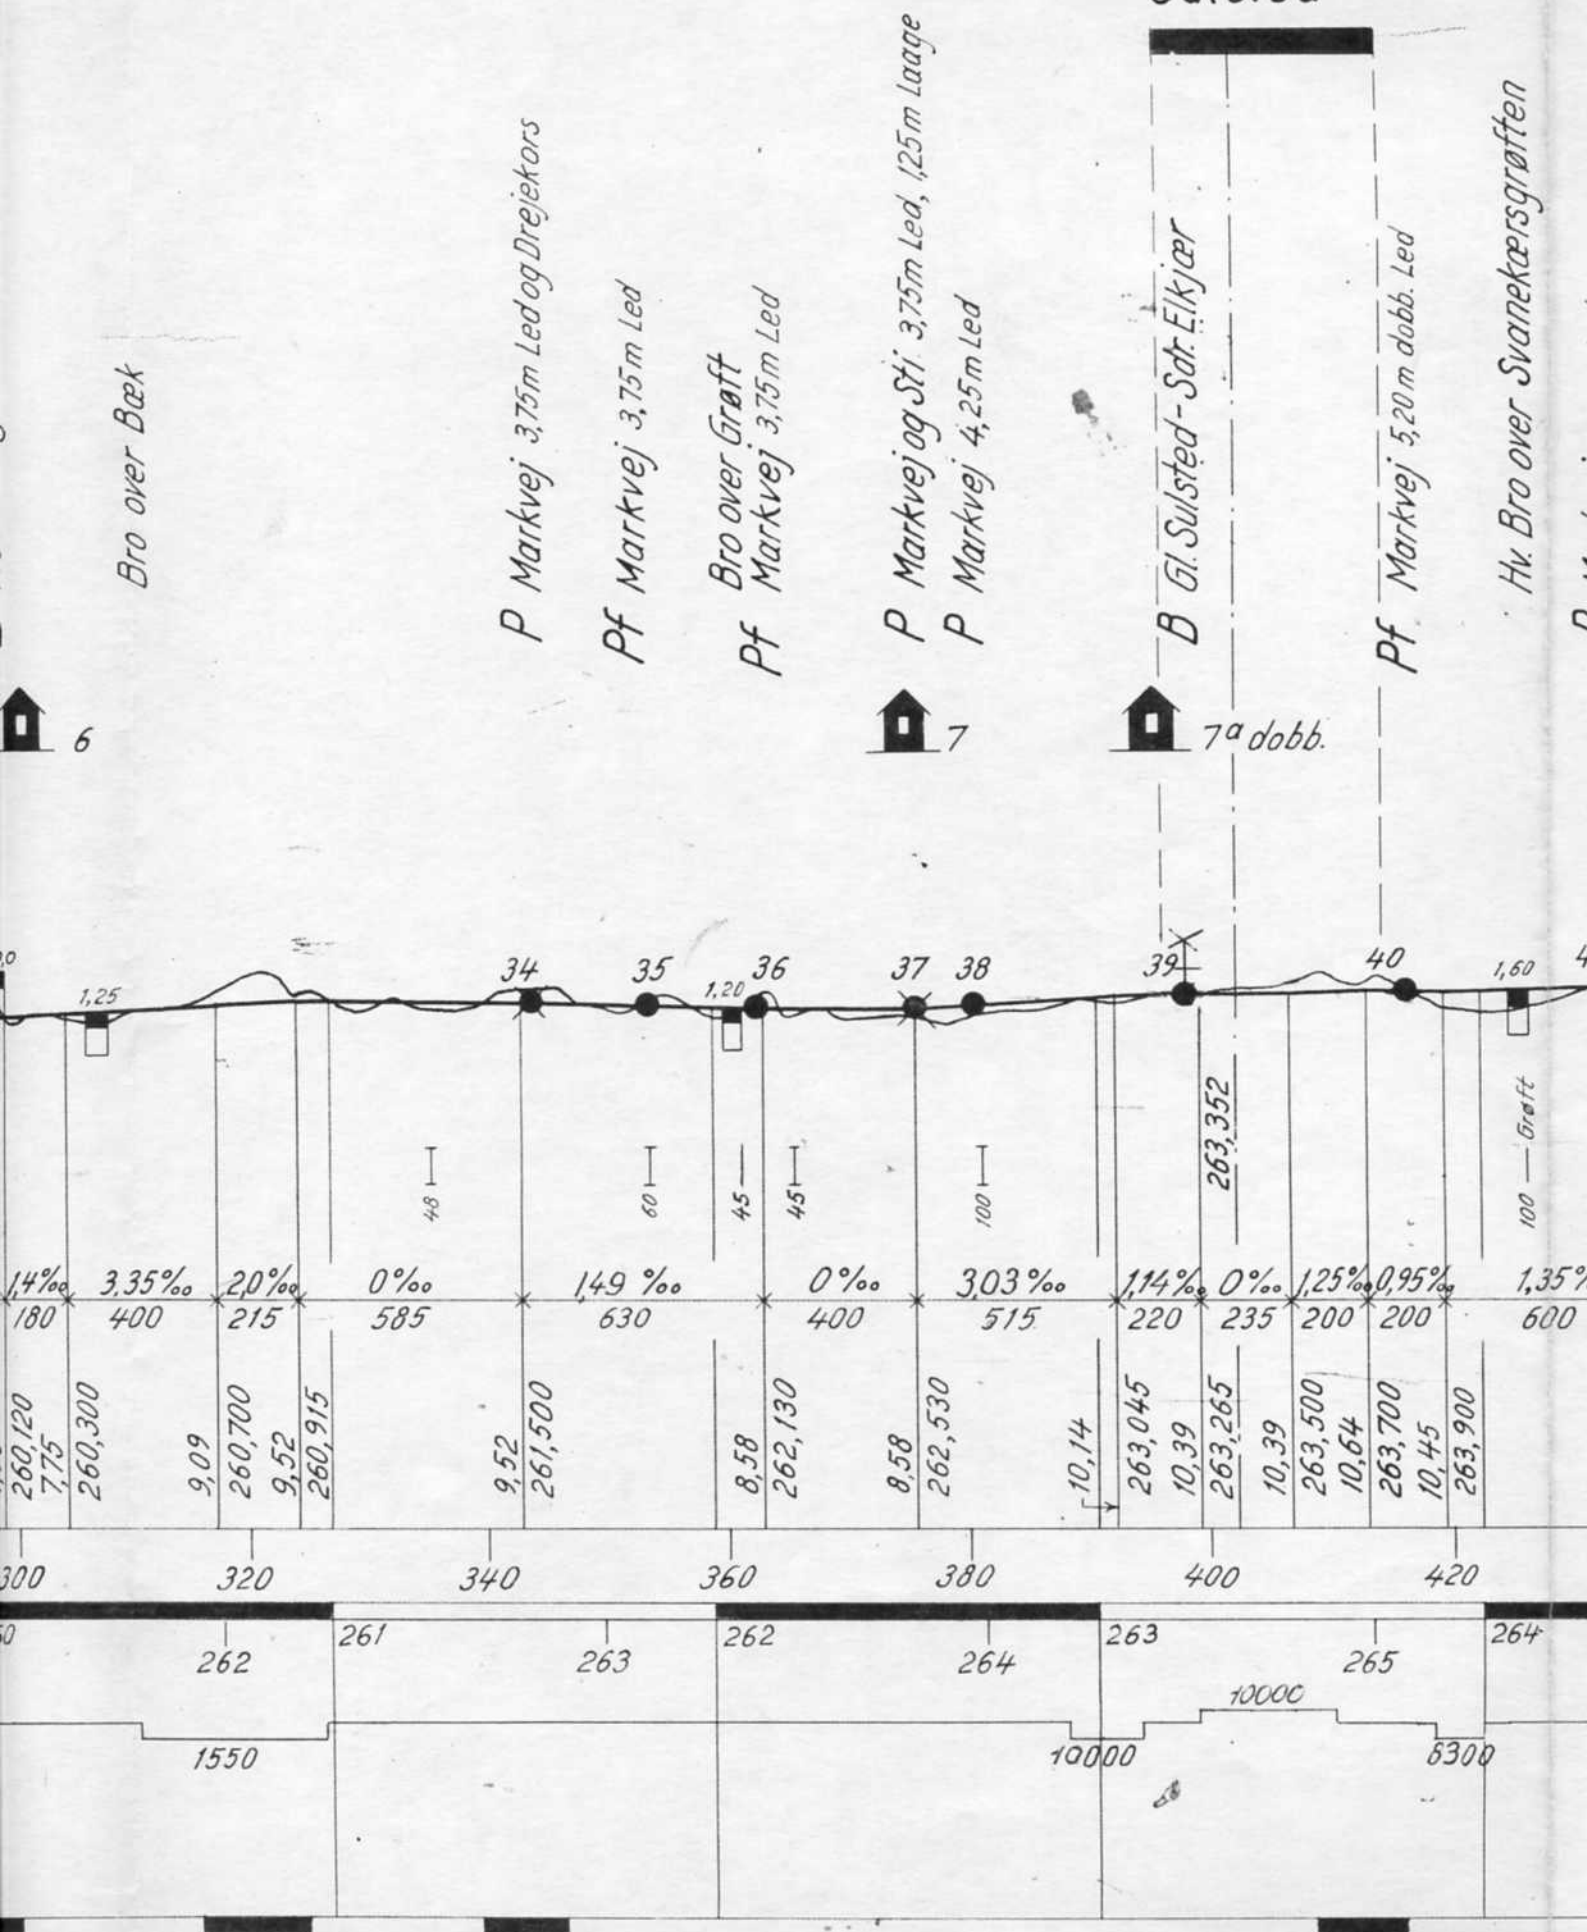 Bro over Bæk
P Markvej 3,75m Led og Drejekors
Pf Markvej 3,75m Led
Bro over Grøft
Pf Markvej 3,75m Led
P Markvej og Sti 3,75m Led, 1,25m Laage
P Markvej 4,25m Led
B Gl. Sulsted-Sdr. Elkjær
Pf Markvej 5,20m dobb. Led
Hv. Bro over Svanekærsgrøften
6
7
7a dobb.
1,25
34
35
1,20
36
37
38
39
40
1,60
263,352
48
60
45
45
100
100 Grøft
1,4‰ 3,35‰ 2,0‰ 0‰ 1,49‰ 0‰ 3,03‰ 1,14‰ 0‰ 1,25‰ 0,95‰ 1,35‰
180 400 215 585 630 400 515 220 235 200 200 600
260,120
7,75
260,300
9,09
260,700
9,52
260,915
9,52
261,500
8,58
262,130
8,58
262,530
10,14
263,045
10,39
263,265
10,39
263,500
10,64
263,700
10,45
263,900
300 320 340 360 380 400 420
261 262 263 264
262 263 264 265
10000
1550 10000 6300